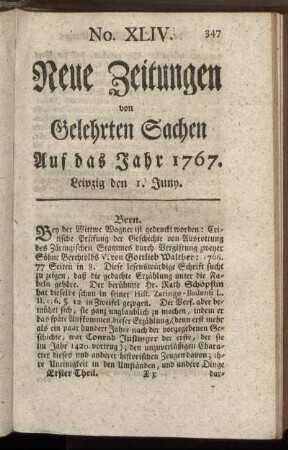 No. XLIV.
347
Neue Zeitungen
von
Gelehrten Sachen
Auf das Jahr 1767.
Leipzig den 1. Juny.
Bern.
Bey der Wittwe Wagner ist gedruckt worden: Cri-
tische Prüfung der Geschichte von Ausrottung
des Zäringischen Stammes durch Vergiftung zweyer
Söhne Berchtolds V. von Gottlieb Walther: 1766.
77 Seiten in 8. Diese lesenswürdige Schrift sucht
zu zeigen, daß die gedachte Erzählung unter die Fa-
beln gehöre. Der berühmte Hr. Rath Schöpflin
hat dieselbe schon in seiner Hist. Zaringo-Badensi L.
II. c. 6. §. 12 in Zweifel gezogen. Der Verf. aber be-
mühet sich, sie ganz unglaublich zu machen, indem er
das späte Aufkommen dieser Erzählung, denn erst mehr
als ein paar hundert Jahre nach der vorgegebenen Ge-
schichte, war Conrad Justinger der erste, der sie
im Jahr 1420 vortrug; den unzuverläßigen Chara-
cter dieses und anderer historischen Zeugen davon; ih-
re Uneinigkeit in den Umständen, und andere Dinge
Erster Theil.
X x
dar-